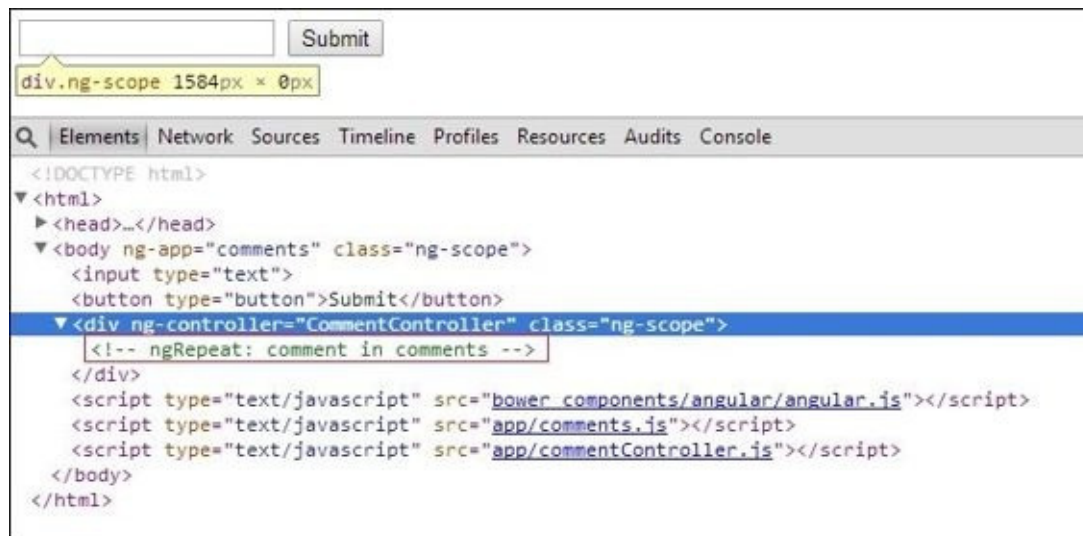 Submit
div.ng-scope 1584px × 0px
Elements Network Sources Timeline Profiles Resources Audits Console
<!DOCTYPE html>
<html>
<head>…</head>
<body ng-app="comments" class="ng-scope">
<input type="text">
<button type="button">Submit</button>
<div ng-controller="CommentController" class="ng-scope">
<!-- ngRepeat: comment in comments -->
</div>
<script type="text/javascript" src="bower_components/angular/angular.js"></script>
<script type="text/javascript" src="app/comments.js"></script>
<script type="text/javascript" src="app/commentController.js"></script>
</body>
</html>